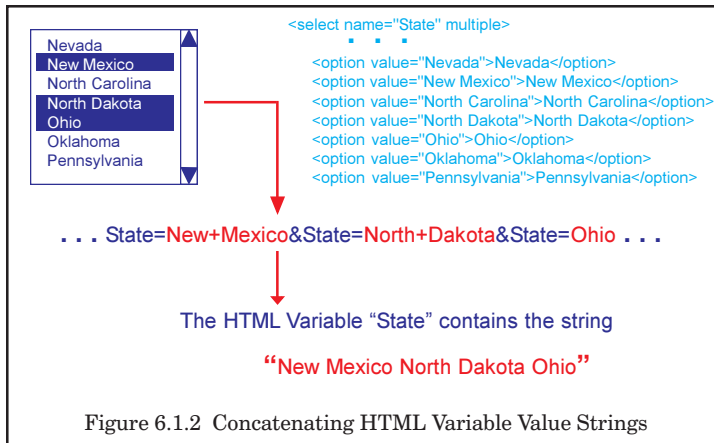 Nevada
New Mexico
North Carolina
North Dakota
Ohio
Oklahoma
Pennsylvania
<select name="State" multiple>
. . .
<option value="Nevada">Nevada</option>
<option value="New Mexico">New Mexico</option>
<option value="North Carolina">North Carolina</option>
<option value="North Dakota">North Dakota</option>
<option value="Ohio">Ohio</option>
<option value="Oklahoma">Oklahoma</option>
<option value="Pennsylvania">Pennsylvania</option>
. . . State=New+Mexico&State=North+Dakota&State=Ohio . . .
The HTML Variable “State” contains the string
“New Mexico North Dakota Ohio”
Figure 6.1.2 Concatenating HTML Variable Value Strings